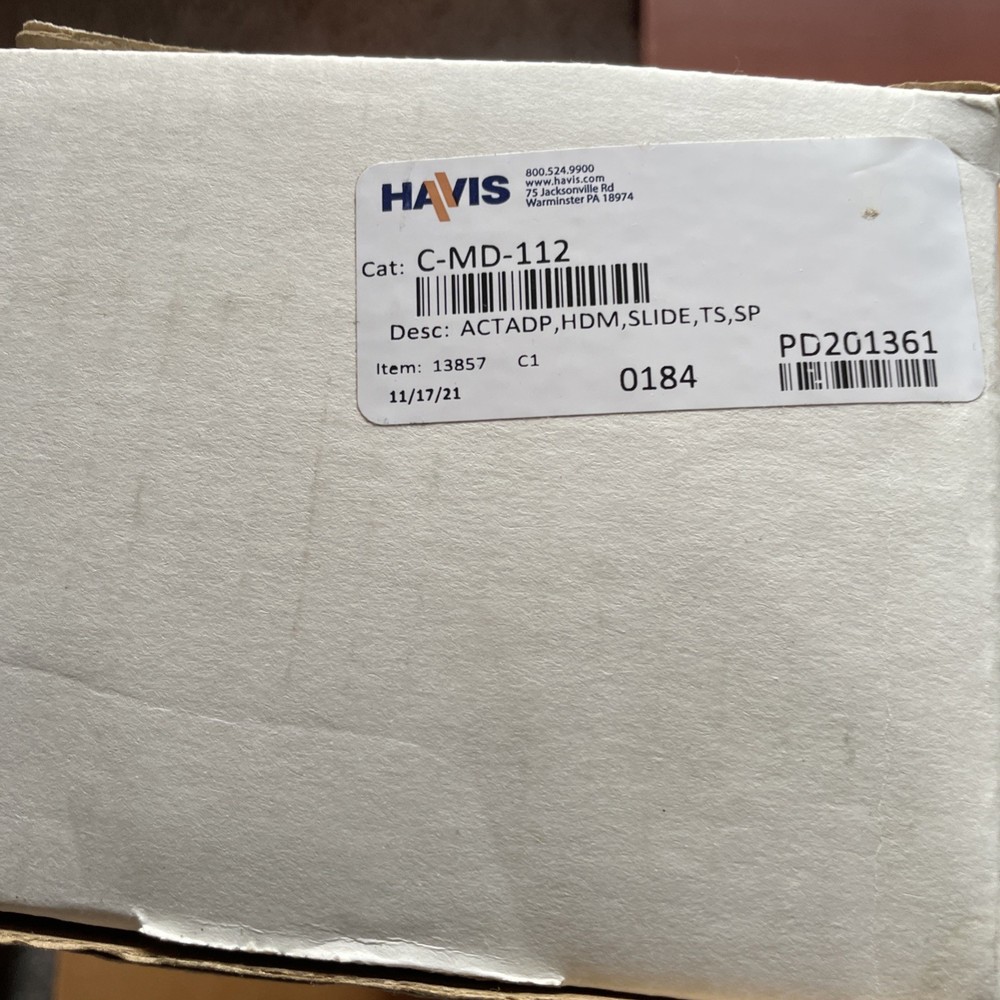 HAVIS
800.524.9900
www.havis.com
75 Jacksonville Rd
Warminster PA 18974
Cat: C-MD-112
Desc: ACTADP,HDM,SLIDE,TS,SP
Item: 13857 C1
11/17/21
0184
PD201361